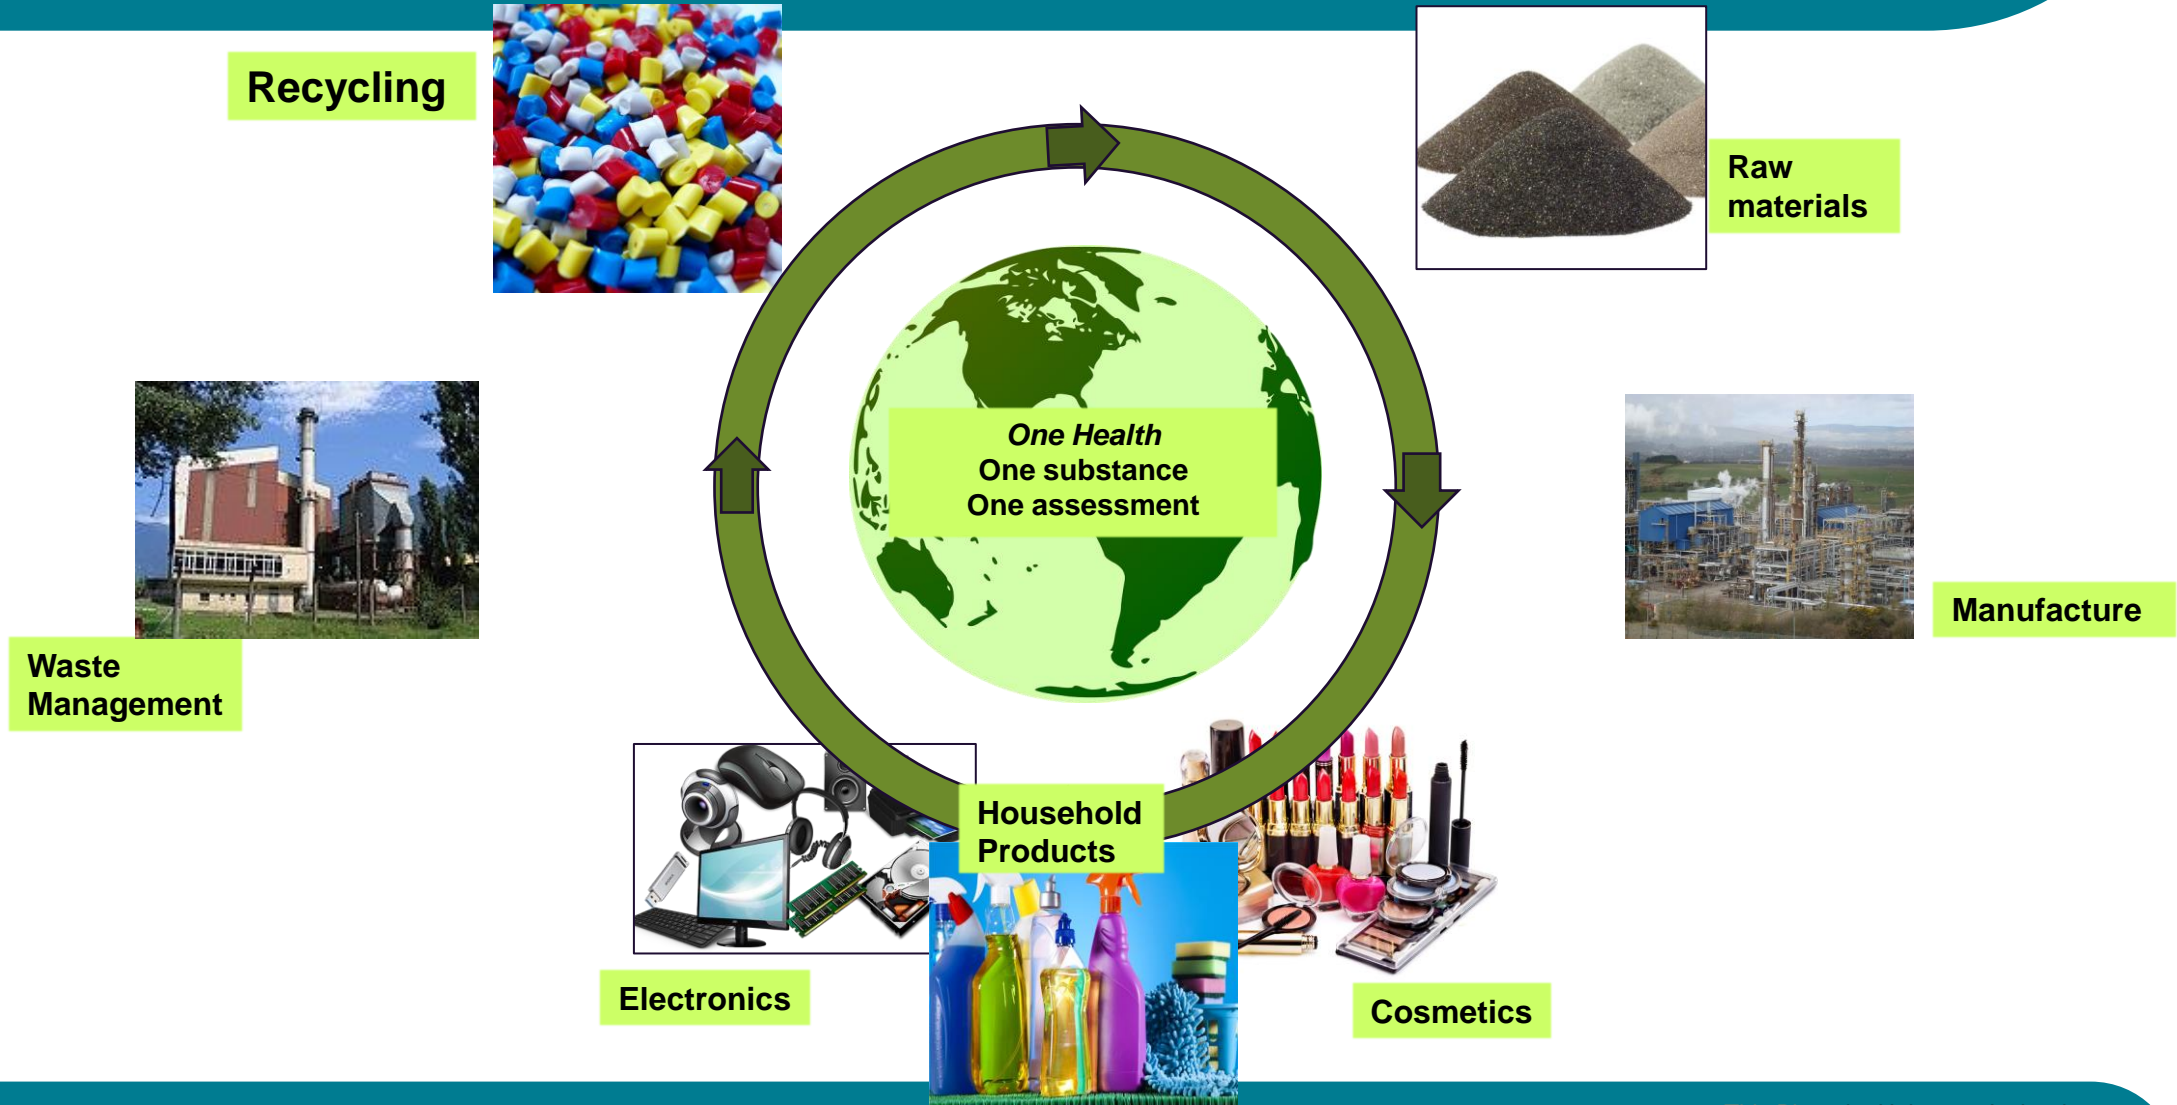 Recycling
Raw
materials
One Health
One substance
One assessment
Manufacture
Waste
Management
Household
Products
Electronics
Cosmetics